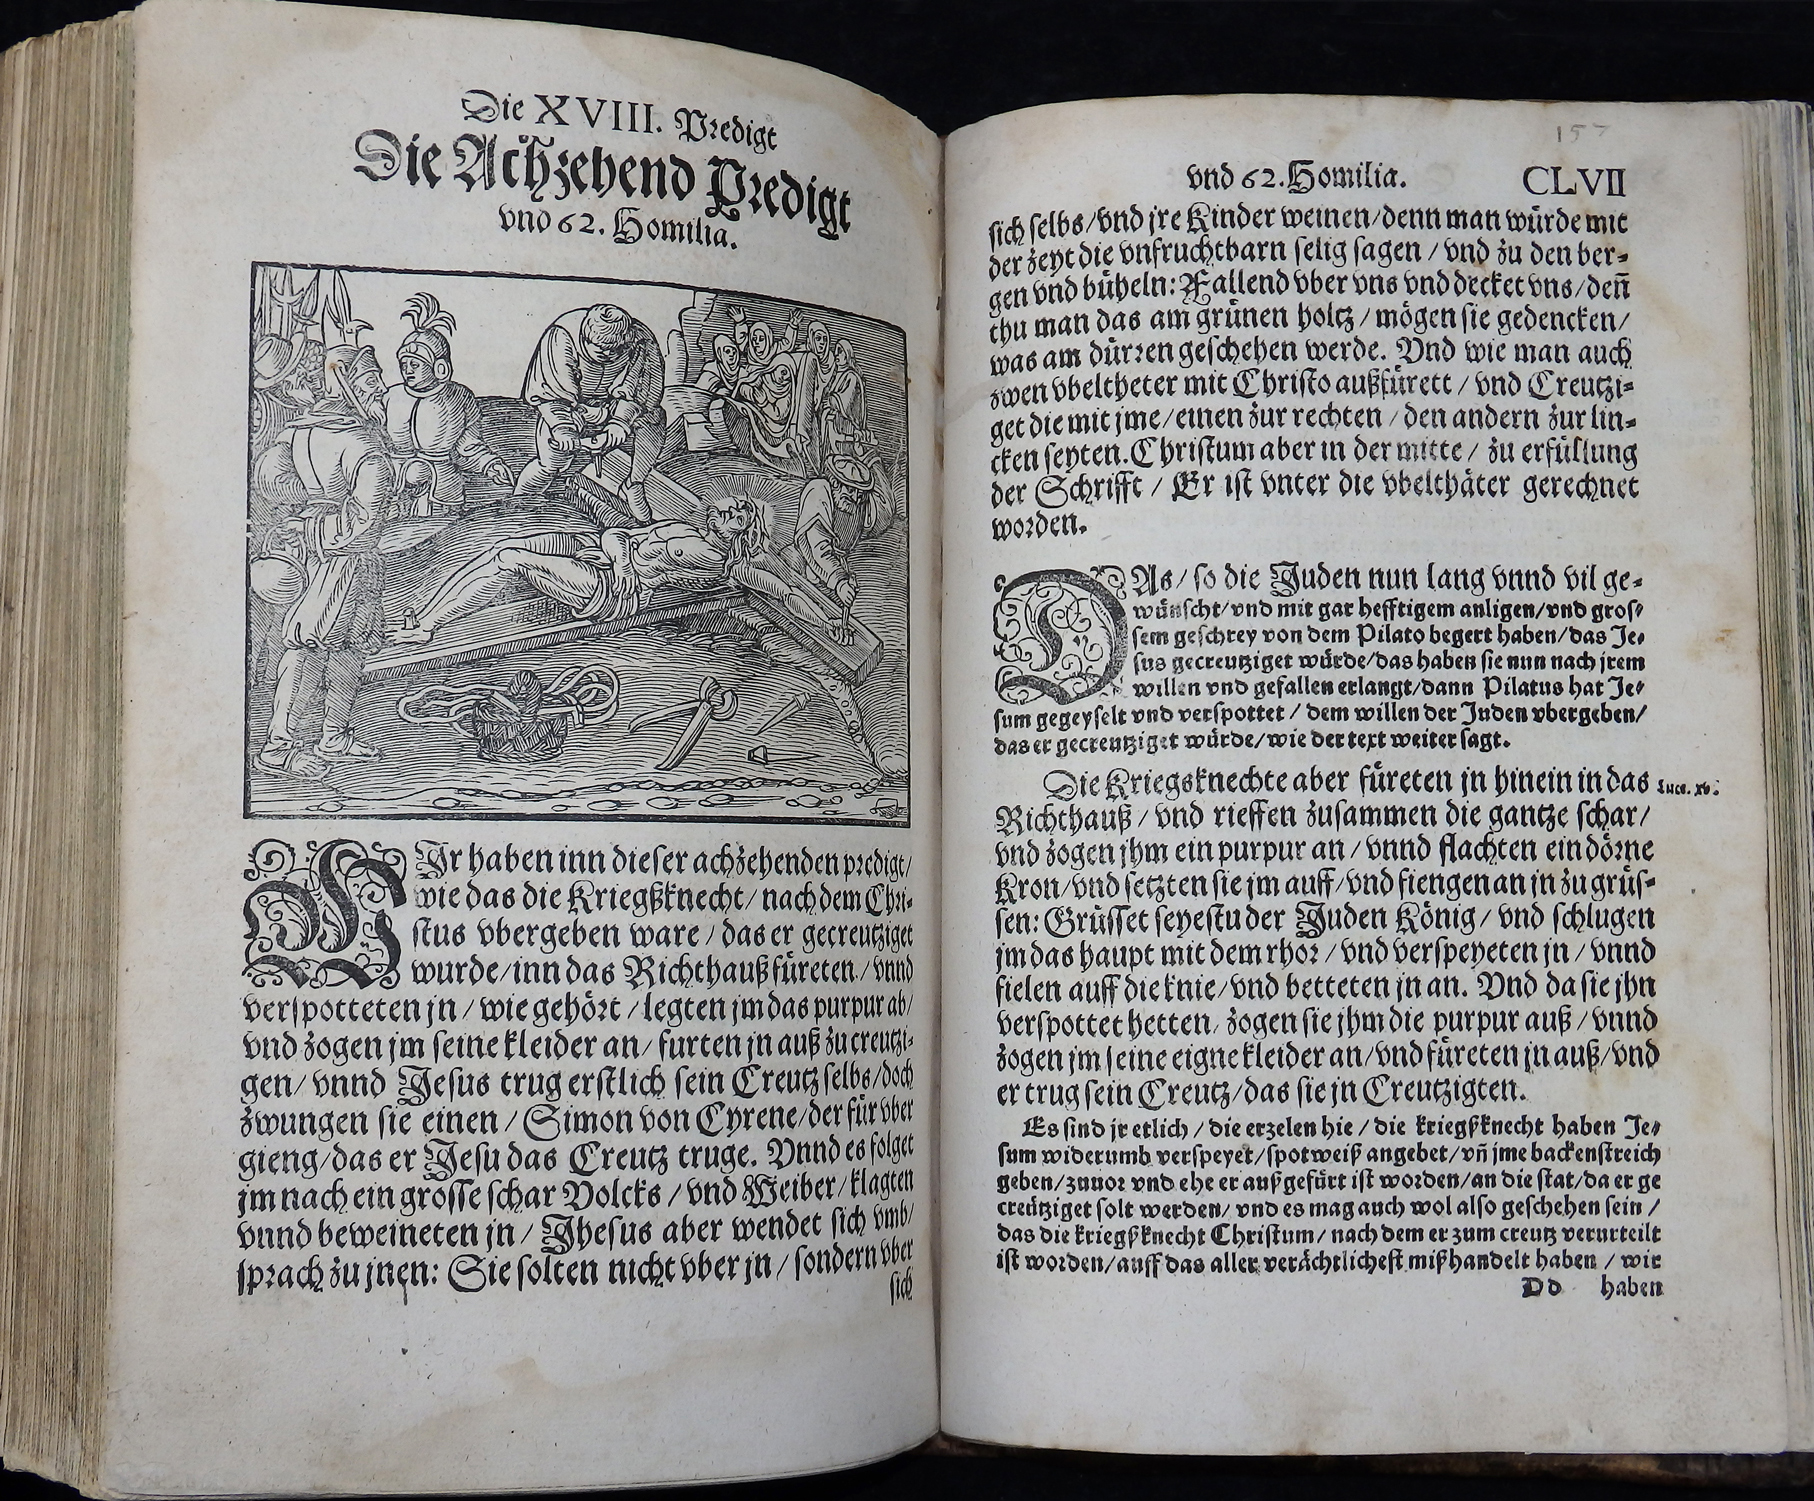 Die XVIII. Predigt
Die Achzehend Predigt
vnd 62. Homilia.
WIr haben inn dieser achzehenden predigt/
wie das die Kriegßknecht/ nach dem Chri-
stus vbergeben ware / das er gecreutziget
wurde/ inn das Richthauß füreten/ vnnd
verspotteten jn / wie gehört / legten jm das purpur ab/
vnd zogen jm seine kleider an/ furten jn auß zu creutzi-
gen/ vnnd Jesus trug erstlich sein Creutz selbs/ doch
zwungen sie einen / Simon von Cyrene/ der für vber
gieng/ das er Jesu das Creutz truge. Vnnd es folget
jm nach ein grosse schar Volcks / vnd Weiber/ klagten
vnnd beweineten jn / Jhesus aber wendet sich vmb/
sprach zu jnen: Sie solten nicht vber jn / sondern vber
sich
157
vnd 62. Homilia. CLVII
sich selbs/ vnd jre Kinder weinen/ denn man würde mit
der zeyt die vnfruchtbarn selig sagen / vnd zu den ber-
gen vnd büheln: Fallend vber vns vnd decket vns/ deñ
thu man das am grünen holtz / mögen sie gedencken/
was am dürren geschehen werde. Vnd wie man auch
zwen vbeltheter mit Christo außfürett / vnd Creutzi-
get die mit jme/ einen zur rechten / den andern zur lin-
cken seyten. Christum aber in der mitte / zu erfüllung
der Schrifft / Er ist vnter die vbelthäter gerechnet
worden.
DAs/ so die Juden nun lang vnnd vil ge-
wünscht/ vnd mit gar hefftigem anligen/ vnd gros-
sem geschrey von dem Pilato begert haben/ das Je-
sus gecreutziget würde/ das haben sie nun nach jrem
willen vnd gefallen erlangt/ dann Pilatus hat Je-
sum gegeyselt vnd verspottet / dem willen der Juden vbergeben/
das er gecreutziget würde/ wie der text weiter sagt.
Die Kriegsknechte aber füreten jn hinein in das
Luce. xv.
Richthauß / vnd rieffen zusammen die gantze schar/
vnd zogen jhm ein purpur an / vnnd flachten ein dörne
Kron/ vnd setzten sie jm auff/ vnd fiengen an jn zu grüs-
sen: Grüsset seyestu der Juden König/ vnd schlugen
jm das haupt mit dem rhor / vnd verspeyeten jn / vnnd
fielen auff die knie/ vnd betteten jn an. Vnd da sie jhn
verspottet hetten/ zogen sie jhm die purpur auß / vnnd
zogen jm seine eigne kleider an/ vnd füreten jn auß/ vnd
er trug sein Creutz/ das sie jn Creutzigten.
Es sind jr etlich / die erzelen hie / die kriegßknecht haben Je-
sum widerumb verspeyet/ spotweiß angebet/ vñ jme backenstreich
geben/ zuuor vnd ehe er außgefürt ist worden/ an die stat/ da er ge
creütziget solt werden/ vnd es mag auch wol also geschehen sein /
das die kriegßknecht Christum / nach dem er zum creutz verurteilt
ist worden/ auff das aller verächtlichest mißhandelt haben / wir
Dd haben